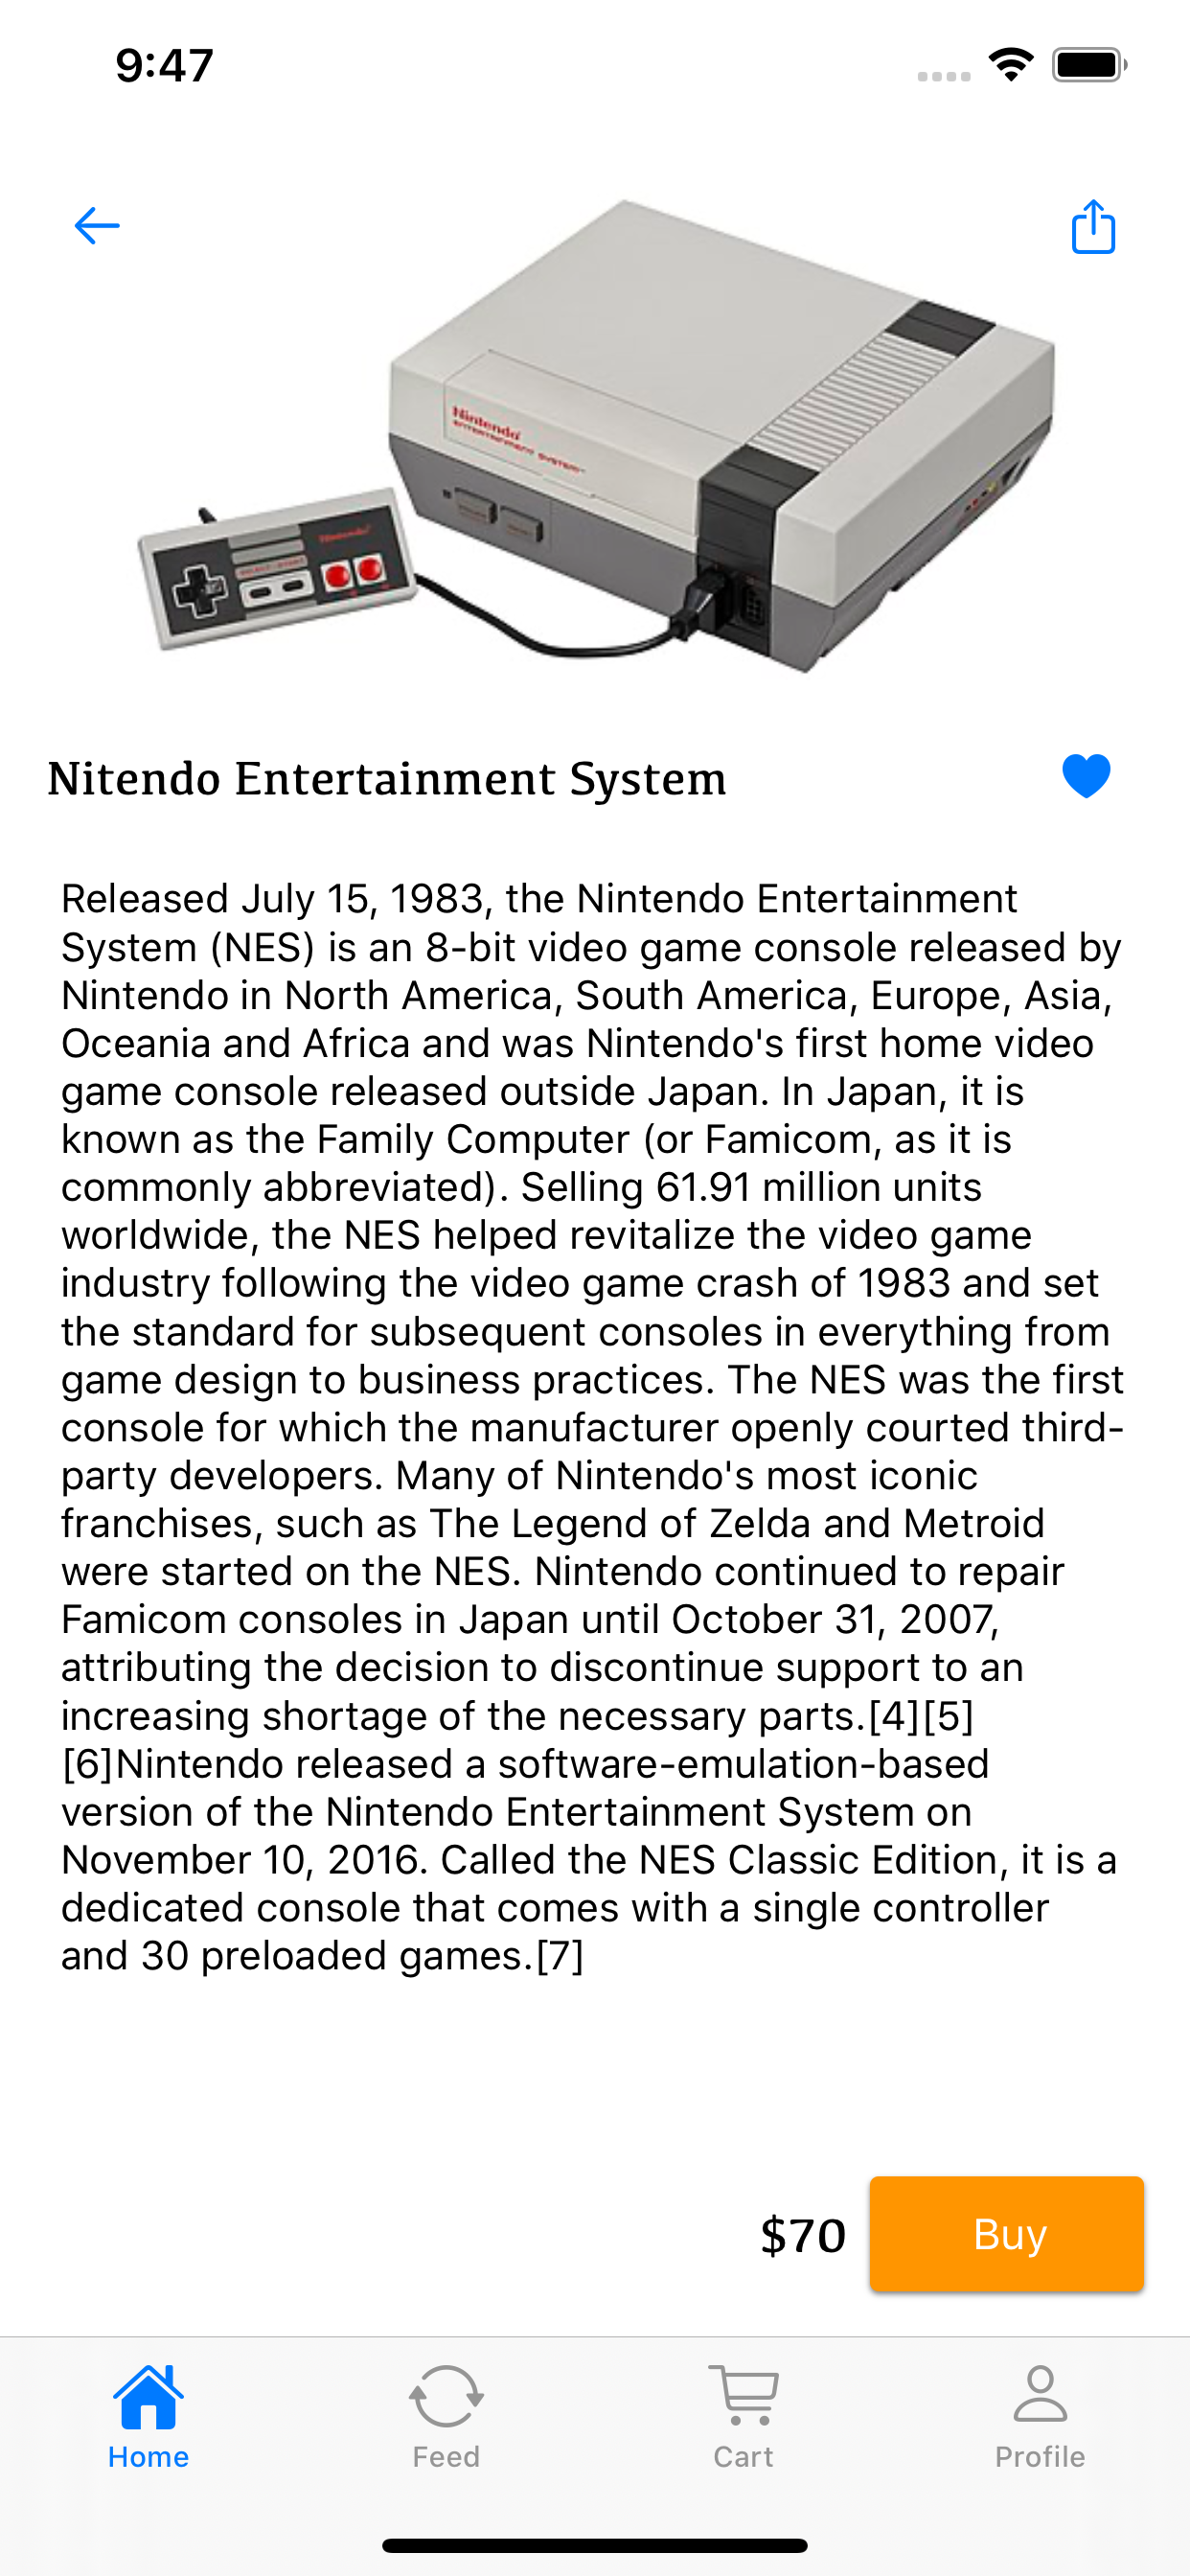 9:47
Nintendo
ENTERTAINMENT SYSTEM
Nintendo
SELECT START
Nitendo Entertainment System
Released July 15, 1983, the Nintendo Entertainment
System (NES) is an 8-bit video game console released by
Nintendo in North America, South America, Europe, Asia,
Oceania and Africa and was Nintendo's first home video
game console released outside Japan. In Japan, it is
known as the Family Computer (or Famicom, as it is
commonly abbreviated). Selling 61.91 million units
worldwide, the NES helped revitalize the video game
industry following the video game crash of 1983 and set
the standard for subsequent consoles in everything from
game design to business practices. The NES was the first
console for which the manufacturer openly courted third-
party developers. Many of Nintendo's most iconic
franchises, such as The Legend of Zelda and Metroid
were started on the NES. Nintendo continued to repair
Famicom consoles in Japan until October 31, 2007,
attributing the decision to discontinue support to an
increasing shortage of the necessary parts.[4][5]
[6]Nintendo released a software-emulation-based
version of the Nintendo Entertainment System on
November 10, 2016. Called the NES Classic Edition, it is a
dedicated console that comes with a single controller
and 30 preloaded games.[7]
$70
Buy
Home
Feed
Cart
Profile